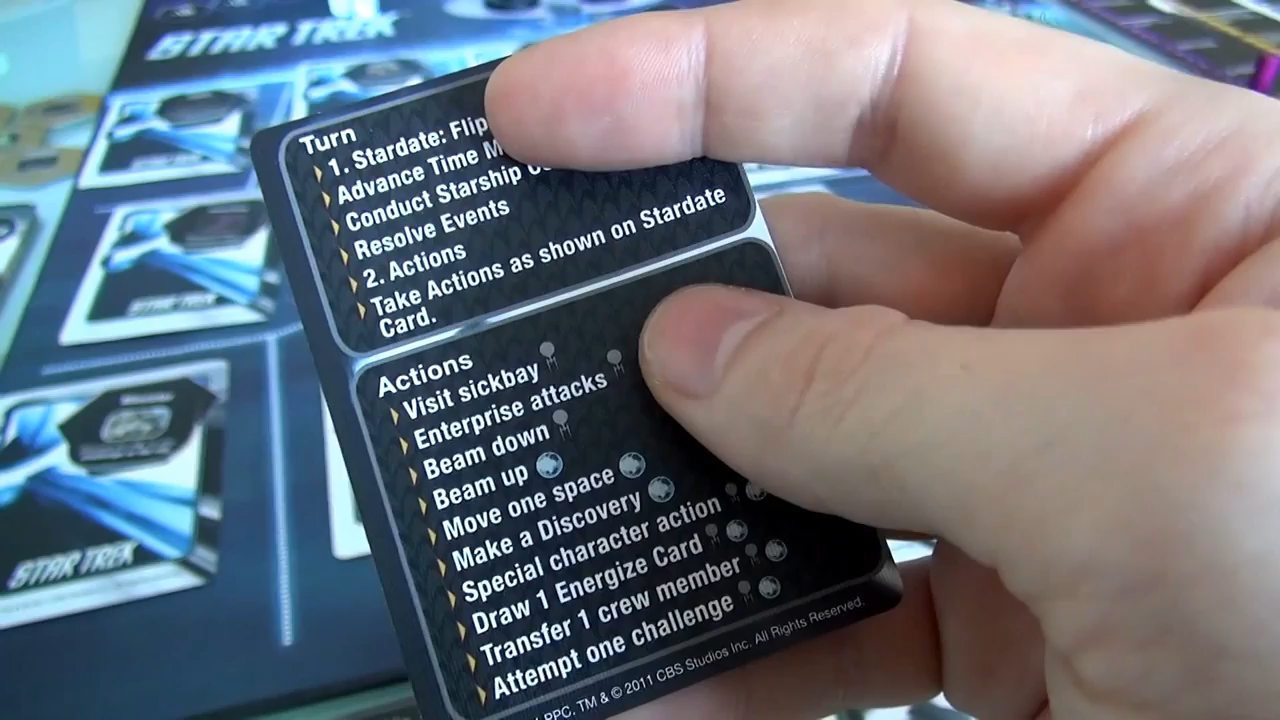 STAR TREK
Turn
1. Stardate: Flip
Advance Time
Conduct Starship
Resolve Events
2. Actions
Take Actions as shown on Stardate
Card.
Actions
Visit sickbay
Enterprise attacks
Beam down
Beam up
Move one space
Make a Discovery
Special character action
Draw 1 Energize Card
Transfer 1 crew member
Attempt one challenge
PPC. TM & © 2011 CBS Studios Inc. All Rights Reserved.
STAR TREK
STAR TREK